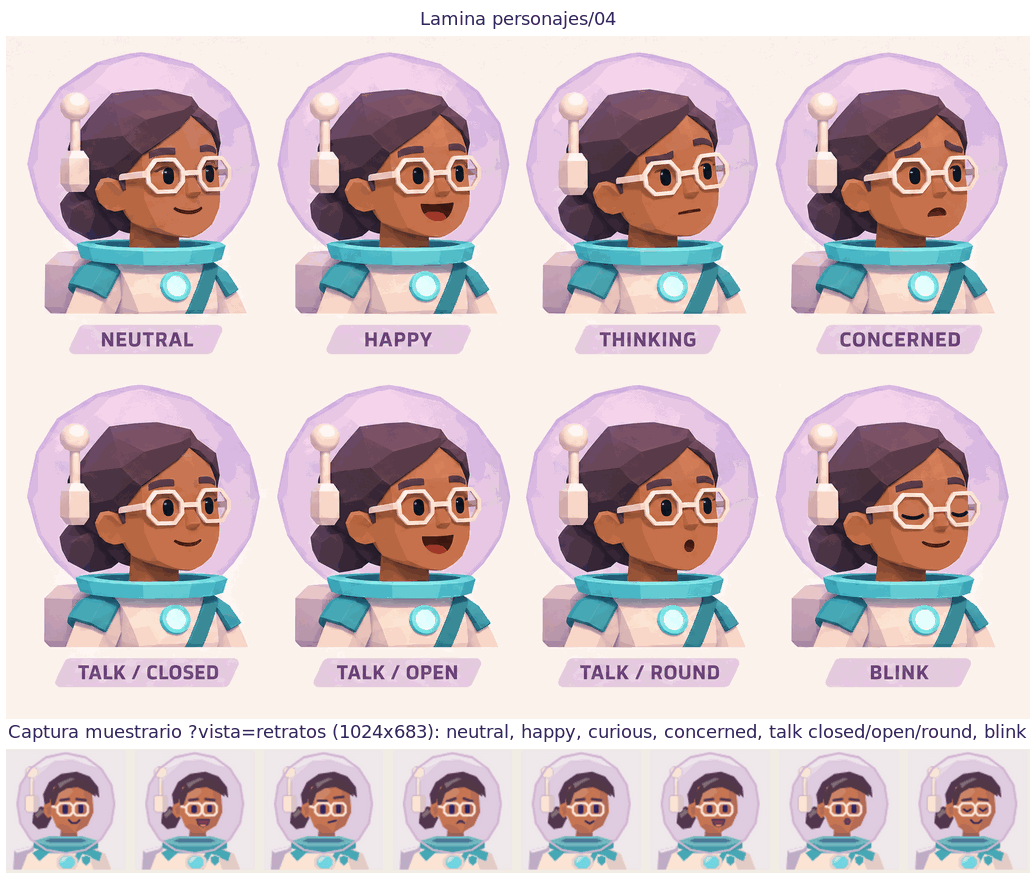 Lamina personajes/04
NEUTRAL
HAPPY
THINKING
CONCERNED
TALK / CLOSED
TALK / OPEN
TALK / ROUND
BLINK
Captura muestrario ?vista=retratos (1024x683): neutral, happy, curious, concerned, talk closed/open/round, blink